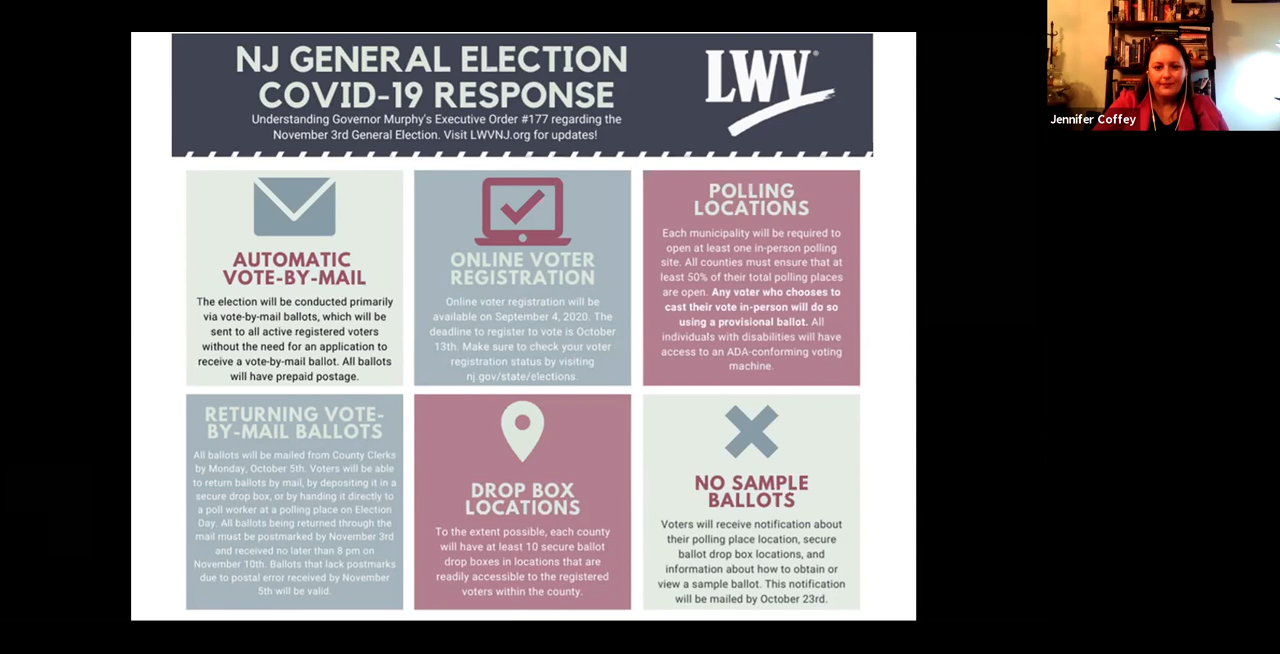 NJ GENERAL ELECTION
COVID-19 RESPONSE
Understanding Governor Murphy's Executive Order #177 regarding the
November 3rd General Election. Visit LWVNJ.org for updates!
LWV®
Jennifer Coffey
AUTOMATIC
VOTE-BY-MAIL
The election will be conducted primarily
via vote-by-mail ballots, which will be
sent to all active registered voters
without the need for an application to
receive a vote-by-mail ballot. All ballots
will have prepaid postage.
ONLINE VOTER
REGISTRATION
Online voter registration will be
available on September 4, 2020. The
deadline to register to vote is October
13th. Make sure to check your voter
registration status by visiting
nj gov/state/elections.
POLLING
LOCATIONS
Each municipality will be required to
open at least one in-person polling
site. All counties must ensure that at
least 50% of their total polling places
are open. Any voter who chooses to
cast their vote in-person will do so
using a provisional ballot. All
individuals with disabilities will have
access to an ADA-conforming voting
machine.
RETURNING VOTE-
BY-MAIL BALLOTS
All ballots will be mailed from County Clerks
by Monday, October 5th. Voters will be able
to return ballots by mail, by depositing it in a
secure drop box, or by handing it directly to
a poll worker at a polling place on Election
Day. All ballots being returned through the
mail must be postmarked by November 3rd
and received no later than 8 pm on
November 10th. Ballots that lack postmarks
due to postal error received by November
5th will be valid.
DROP BOX
LOCATIONS
To the extent possible, each county
will have at least 10 secure ballot
drop boxes in locations that are
readily accessible to the registered
voters within the county.
NO SAMPLE
BALLOTS
Voters will receive notification about
their polling place location, secure
ballot drop box locations, and
information about how to obtain or
view a sample ballot. This notification
will be mailed by October 23rd.